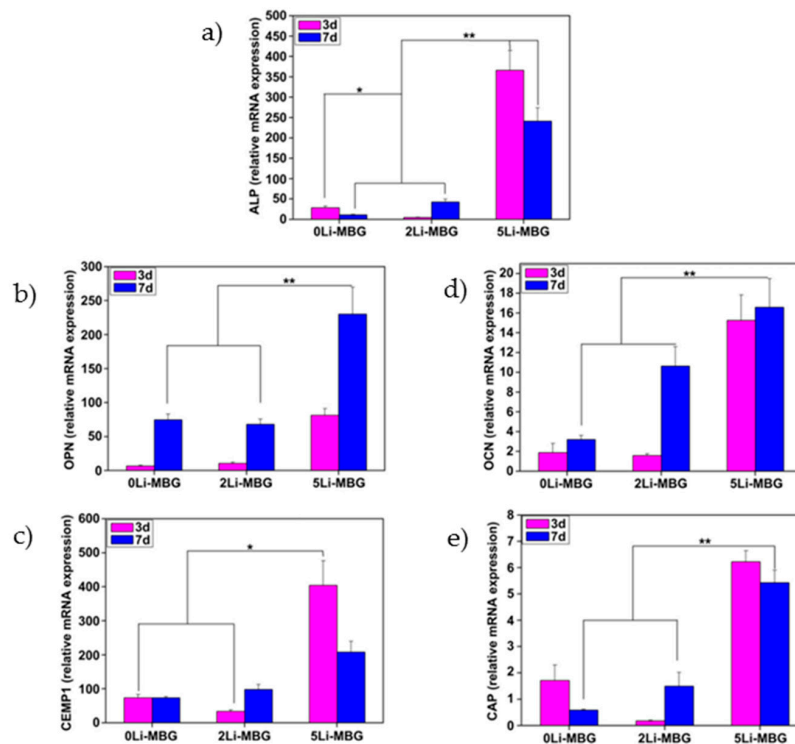 a)
ALP (relative mRNA expression)
500
450
400
350
300
250
200
150
100
50
0
3d
7d
*
**
0Li-MBG 2Li-MBG 5Li-MBG
b)
OPN (relative mRNA expression)
300
250
200
150
100
50
0
3d
7d
**
0Li-MBG 2Li-MBG 5Li-MBG
d)
OCN (relative mRNA expression)
20
18
16
14
12
10
8
6
4
2
0
3d
7d
**
0Li-MBG 2Li-MBG 5Li-MBG
c)
CEMP1 (relative mRNA expression)
600
500
400
300
200
100
0
3d
7d
*
0Li-MBG 2Li-MBG 5Li-MBG
e)
CAP (relative mRNA expression)
8
7
6
5
4
3
2
1
0
3d
7d
**
0Li-MBG 2Li-MBG 5Li-MBG